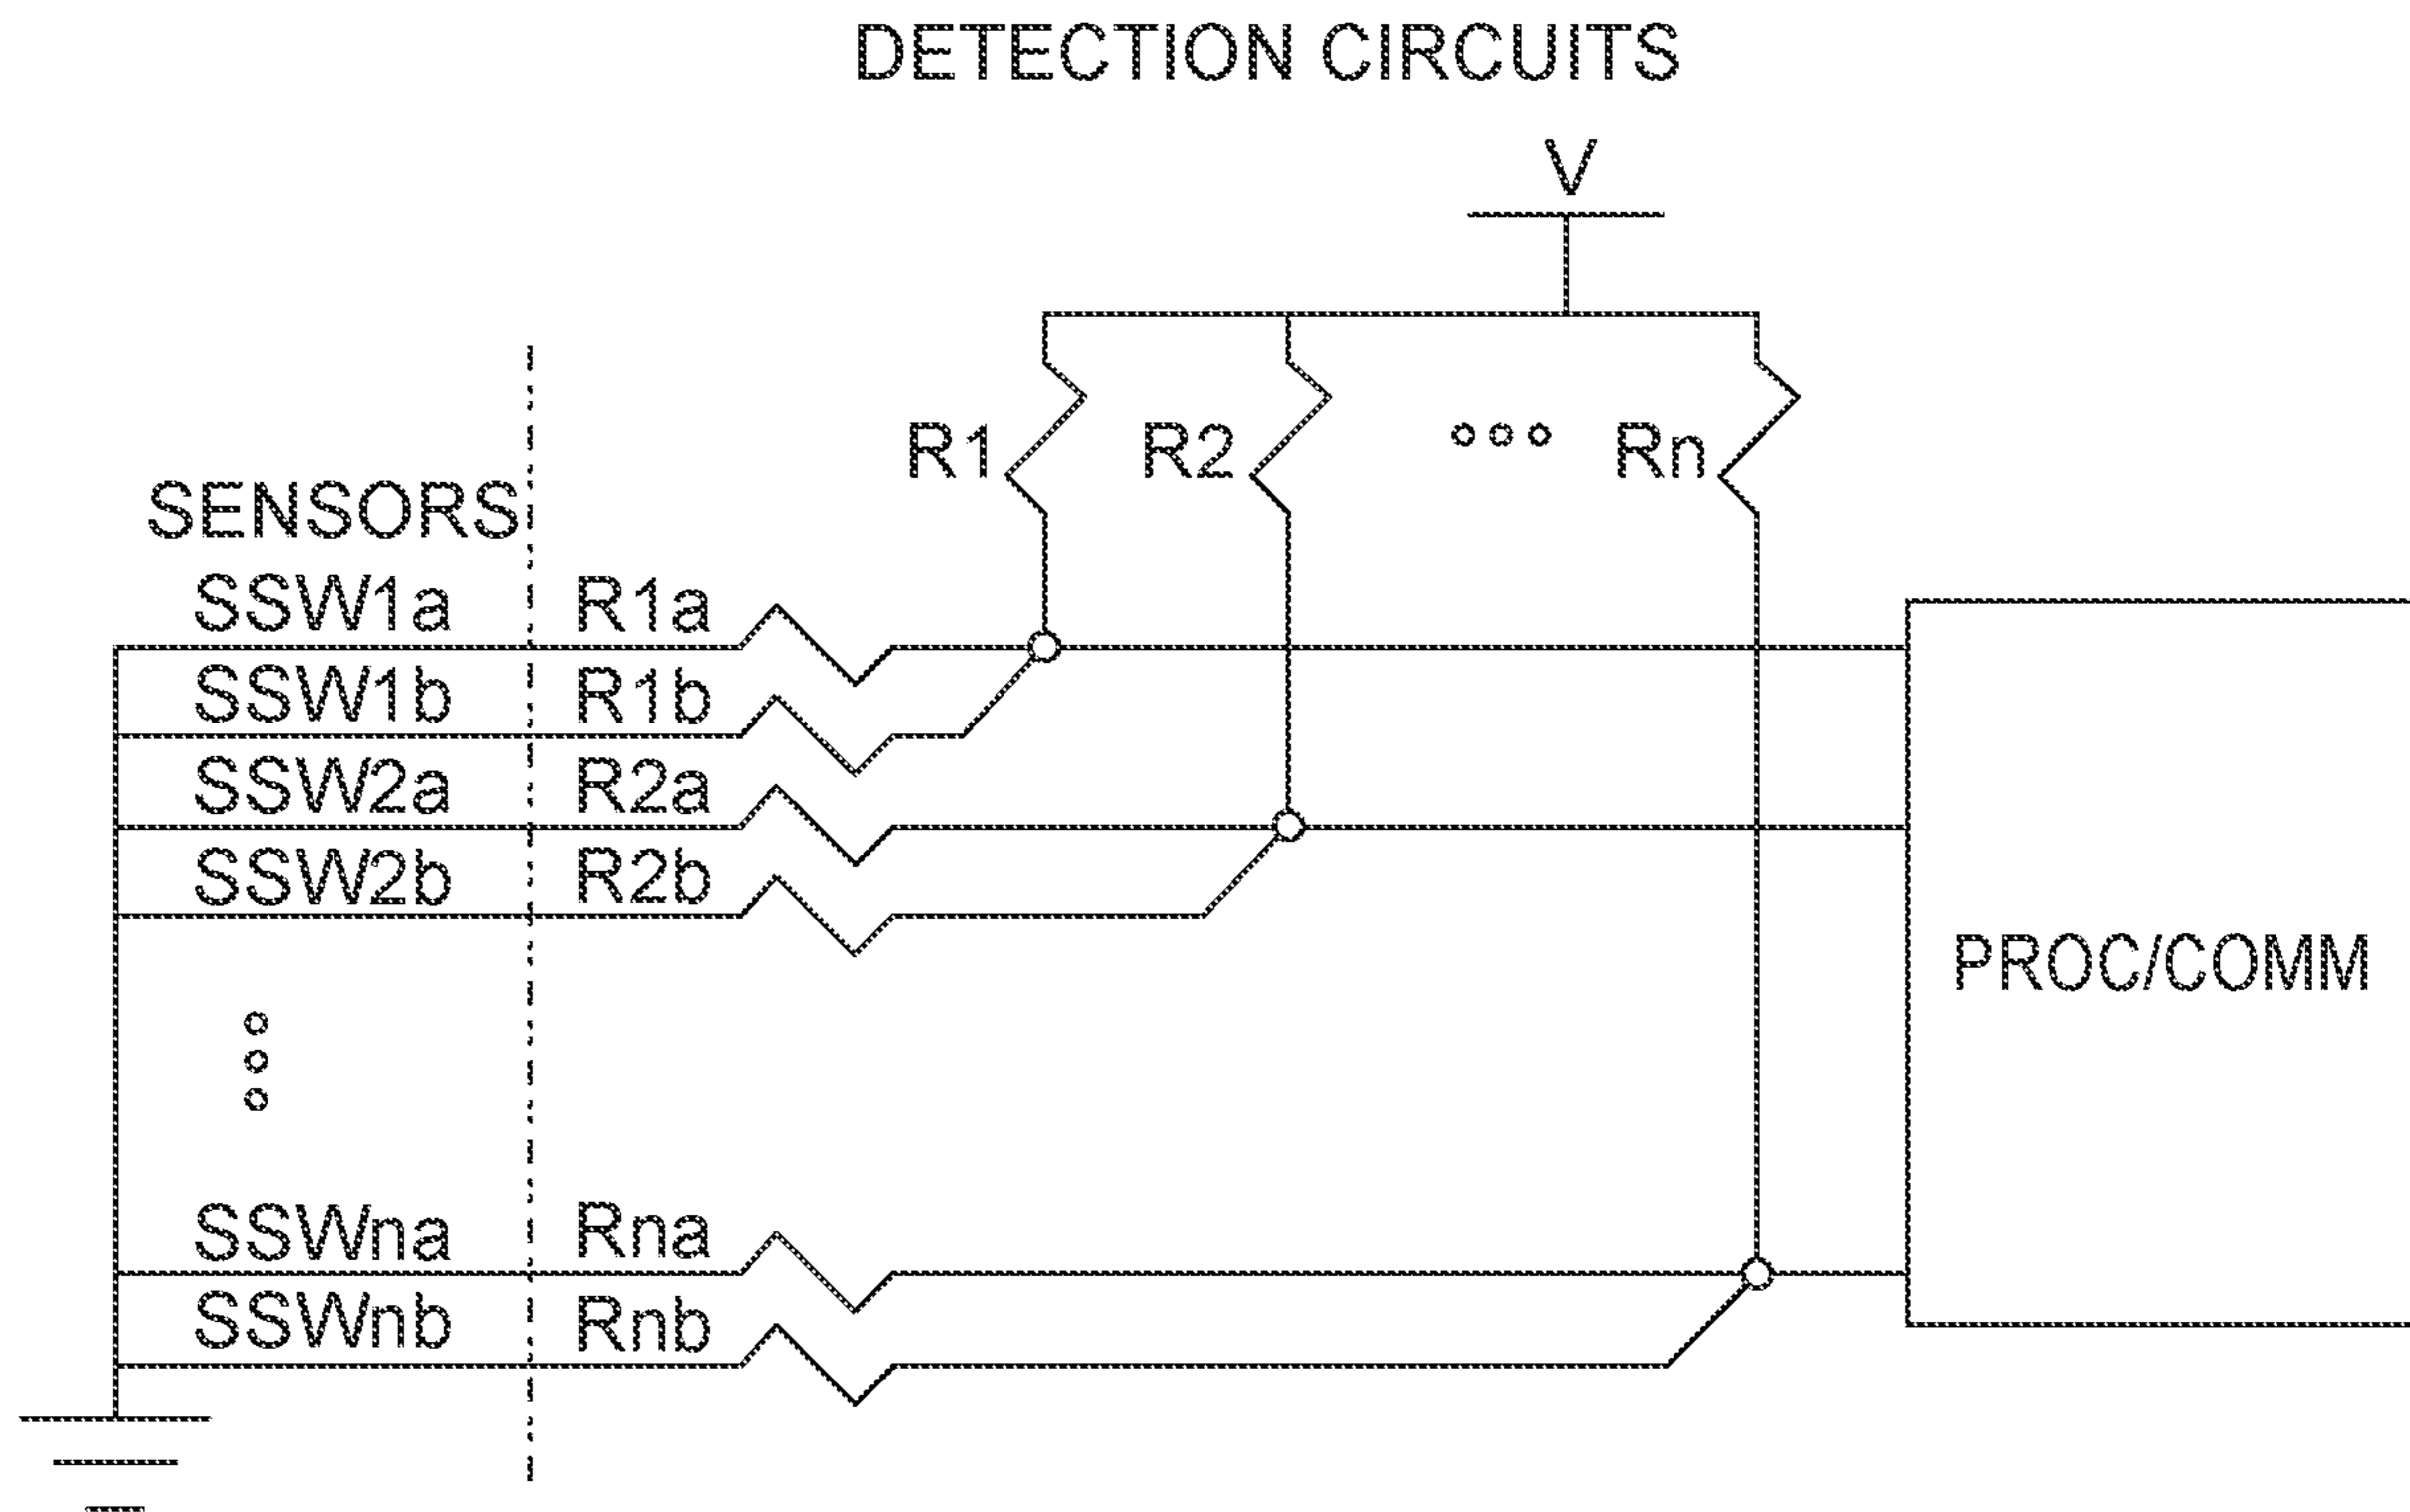 DETECTION CIRCUITS
V
R1 R2 Rn
SENSORS
SSW1a R1a
SSW1b R1b
SSW2a R2a
SSW2b R2b
PROC/COMM
SSWna Rna
SSWnb Rnb